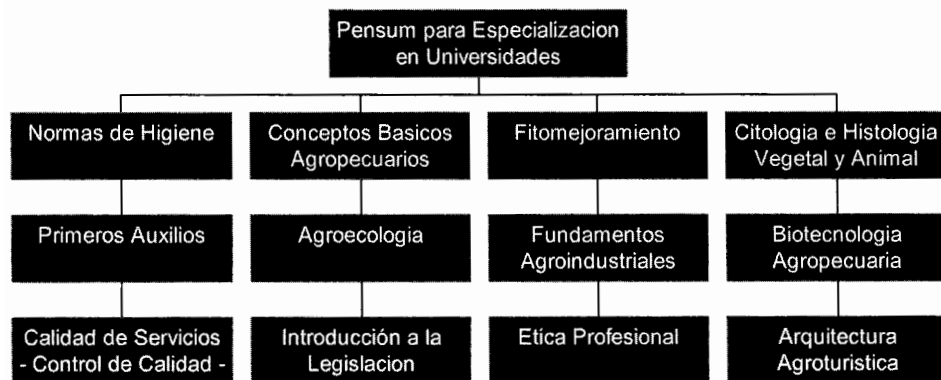 Pensum para Especializacion
en Universidades
Normas de Higiene
Conceptos Basicos
Agropecuarios
Fitomejoramiento
Citologia e Histologia
Vegetal y Animal
Primeros Auxilios
Agroecologia
Fundamentos
Agroindustriales
Biotecnologia
Agropecuaria
Calidad de Servicios
- Control de Calidad -
Introducción a la
Legislacion
Etica Profesional
Arquitectura
Agroturistica